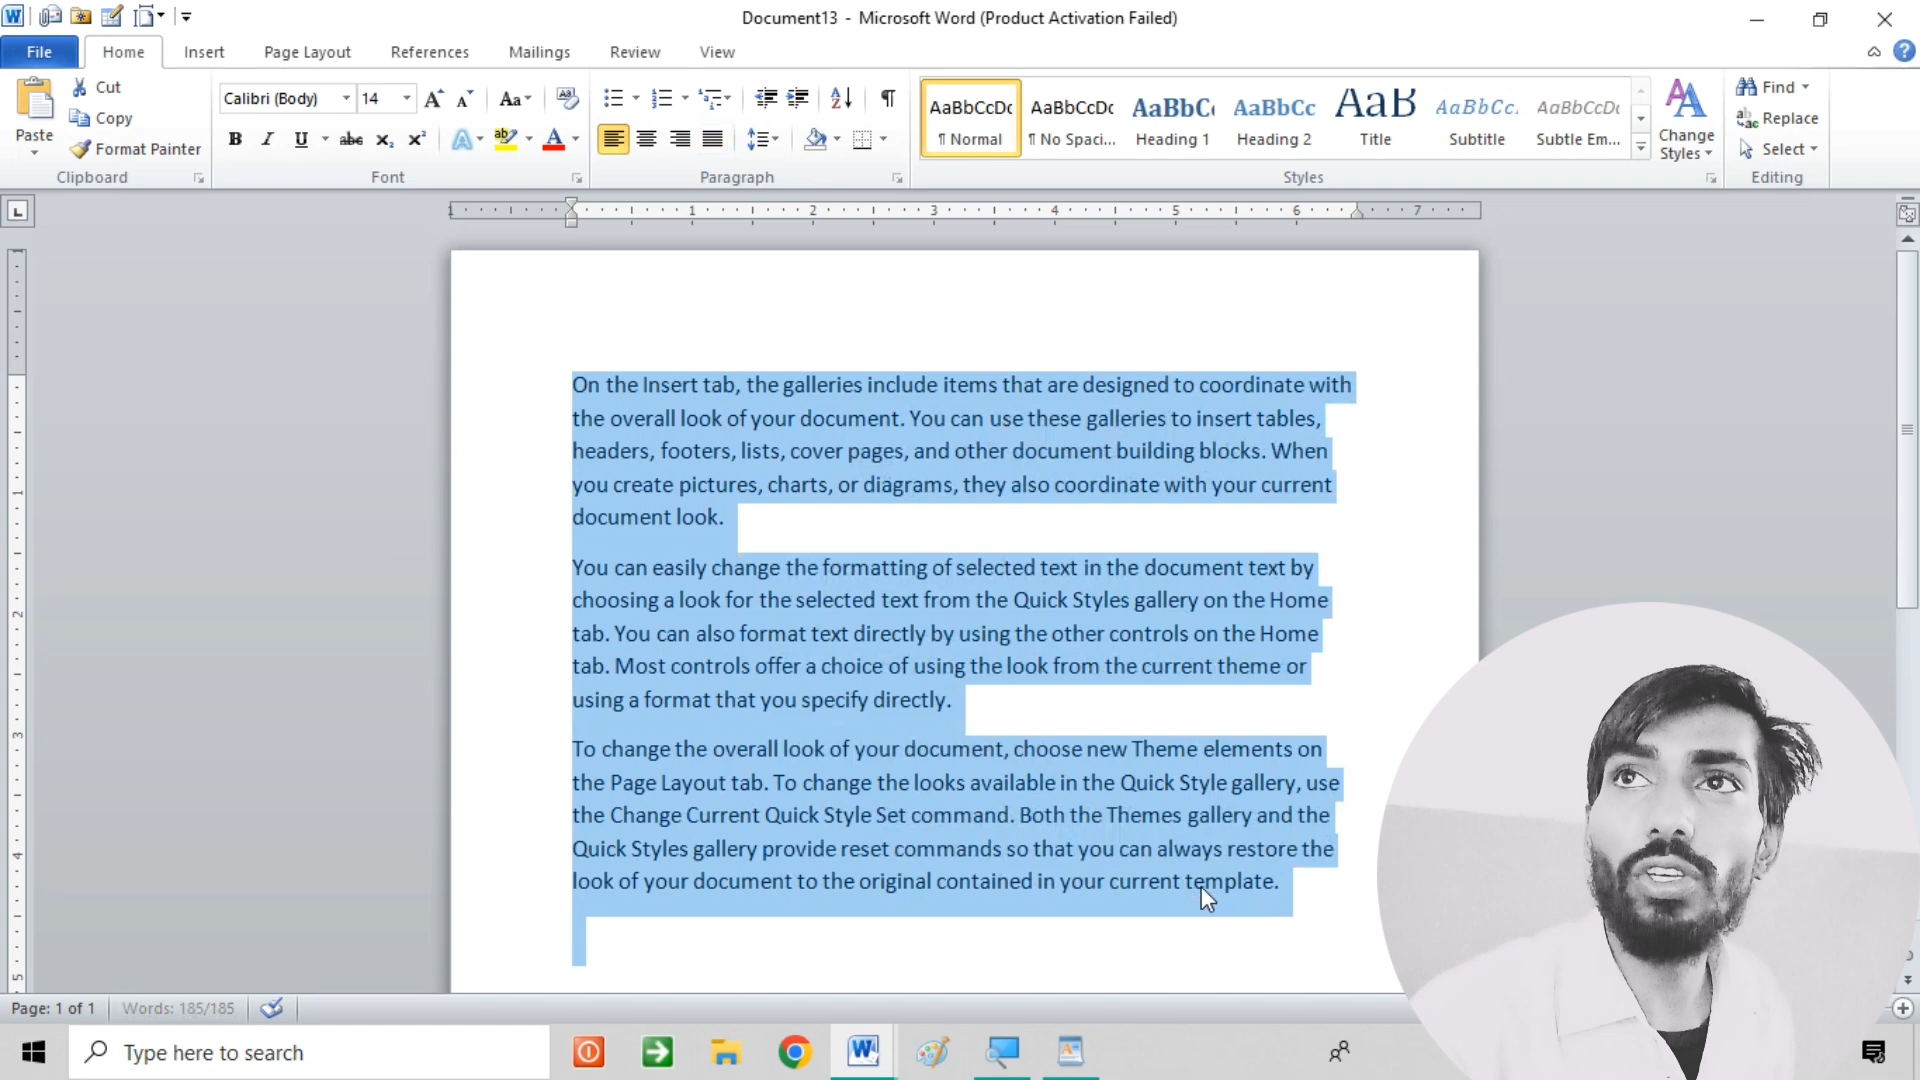 Document13 - Microsoft Word (Product Activation Failed)
File Home Insert Page Layout References Mailings Review View
Paste
Cut
Copy
Format Painter
Clipboard
Calibri (Body) 14
Font
Paragraph
AaBbCcDc AaBbCcDc AaBbC AaBbCc AaB AaBbCc. AaBbCcDc
¶ Normal ¶ No Spaci... Heading 1 Heading 2 Title Subtitle Subtle Em...
Styles
Change Styles
Find
Replace
Select
Editing
1 1 2 3 4 5 6 7
On the Insert tab, the galleries include items that are designed to coordinate with
the overall look of your document. You can use these galleries to insert tables,
headers, footers, lists, cover pages, and other document building blocks. When
you create pictures, charts, or diagrams, they also coordinate with your current
document look.
You can easily change the formatting of selected text in the document text by
choosing a look for the selected text from the Quick Styles gallery on the Home
tab. You can also format text directly by using the other controls on the Home
tab. Most controls offer a choice of using the look from the current theme or
using a format that you specify directly.
To change the overall look of your document, choose new Theme elements on
the Page Layout tab. To change the looks available in the Quick Style gallery, use
the Change Current Quick Style Set command. Both the Themes gallery and the
Quick Styles gallery provide reset commands so that you can always restore the
look of your document to the original contained in your current template.
Page: 1 of 1 Words: 185/185
Type here to search